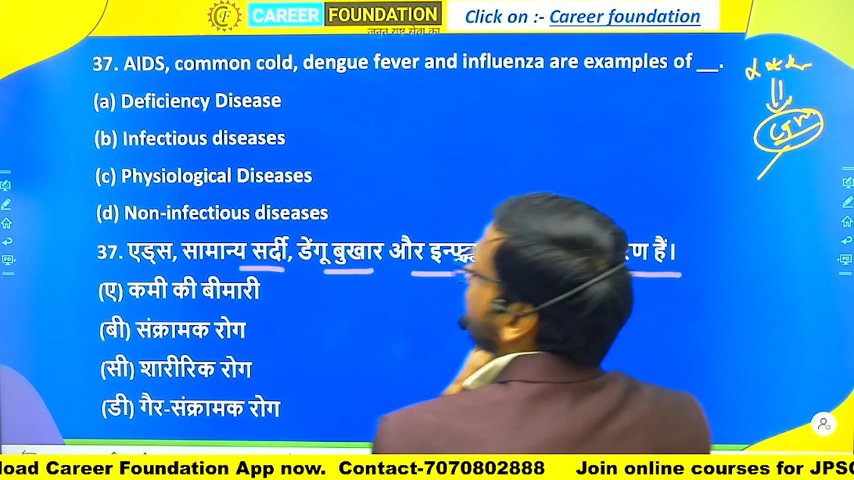 CAREER FOUNDATION
Click on :- Career foundation
37. AIDS, common cold, dengue fever and influenza are examples of __.
(a) Deficiency Disease
(b) Infectious diseases
(c) Physiological Diseases
(d) Non-infectious diseases
37. एड्स, सामान्य सर्दी, डेंगू बुखार और हैं।
(ए) कमी की बीमारी
(बी) संक्रामक रोग
(सी) शारीरिक रोग
(डी) गैर-संक्रामक रोग
Career Foundation App now. Contact-7070802888 Join online courses for